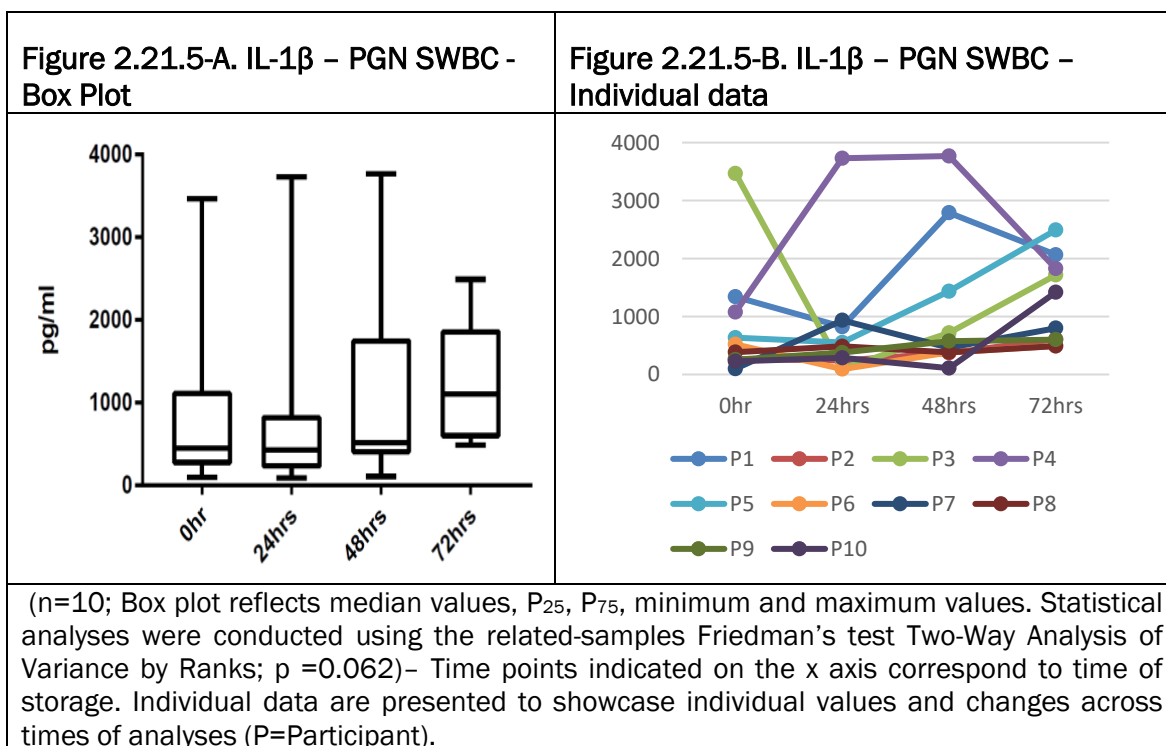 Figure 2.21.5-A. IL-1β – PGN SWBC -
Box Plot
Figure 2.21.5-B. IL-1β – PGN SWBC –
Individual data
4000
3000
2000
1000
0
pg/ml
0hr
24hrs
48hrs
72hrs
4000
3000
2000
1000
0
0hr 24hrs 48hrs 72hrs
P1 P2 P3 P4
P5 P6 P7 P8
P9 P10
(n=10; Box plot reflects median values, P25, P75, minimum and maximum values. Statistical
analyses were conducted using the related-samples Friedman's test Two-Way Analysis of
Variance by Ranks; p =0.062)– Time points indicated on the x axis correspond to time of
storage. Individual data are presented to showcase individual values and changes across
times of analyses (P=Participant).